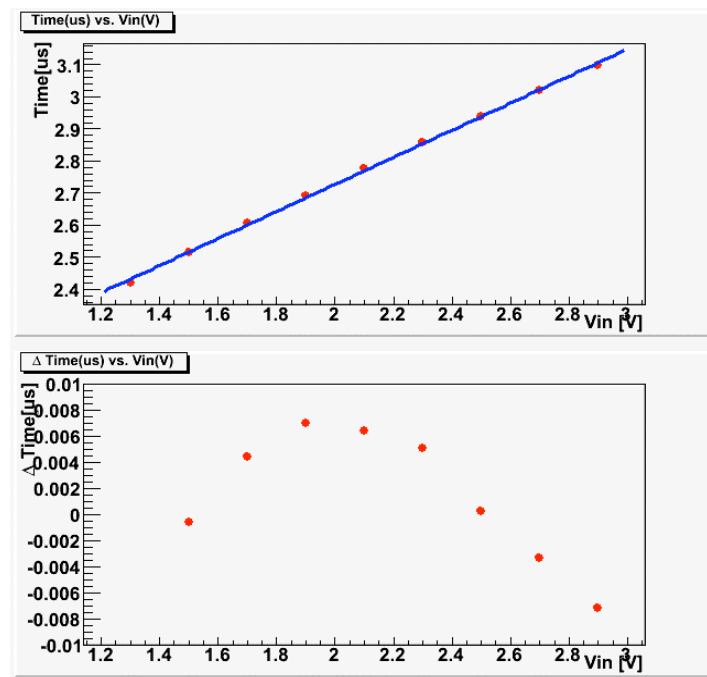 Time(us) vs. Vin(V)
Time[us]
3.1
3
2.9
2.8
2.7
2.6
2.5
2.4
1.2 1.4 1.6 1.8 2 2.2 2.4 2.6 2.8 3
Vin [V]
Δ Time(us) vs. Vin(V)
Δ Time[us]
0.01
0.008
0.006
0.004
0.002
0
-0.002
-0.004
-0.006
-0.008
-0.01
1.2 1.4 1.6 1.8 2 2.2 2.4 2.6 2.8 3
Vin [V]